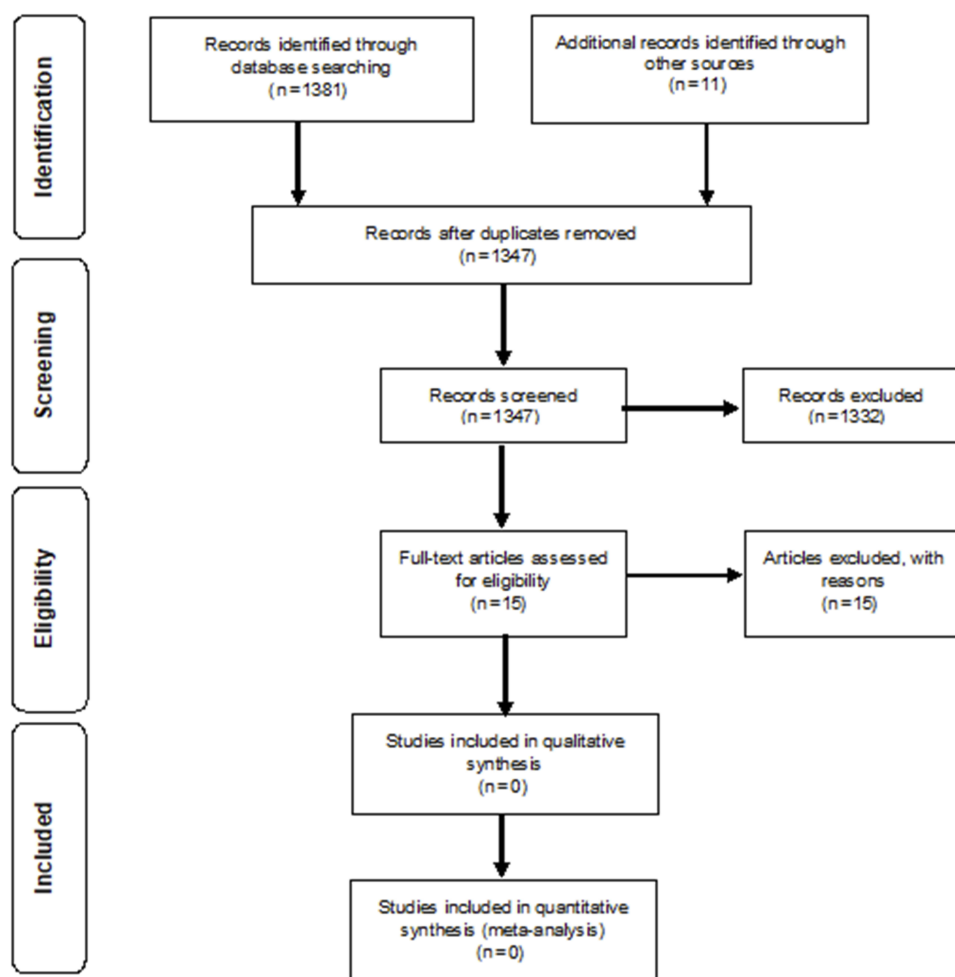 Identification
Records identified through
database searching
(n=1381)
Additional records identified through
other sources
(n=11)
Records after duplicates removed
(n=1347)
Screening
Records screened
(n=1347)
Records excluded
(n=1332)
Eligibility
Full-text articles assessed
for eligibility
(n=15)
Articles excluded, with
reasons
(n=15)
Included
Studies included in qualitative
synthesis
(n=0)
Studies included in quantitative
synthesis (meta-analysis)
(n=0)